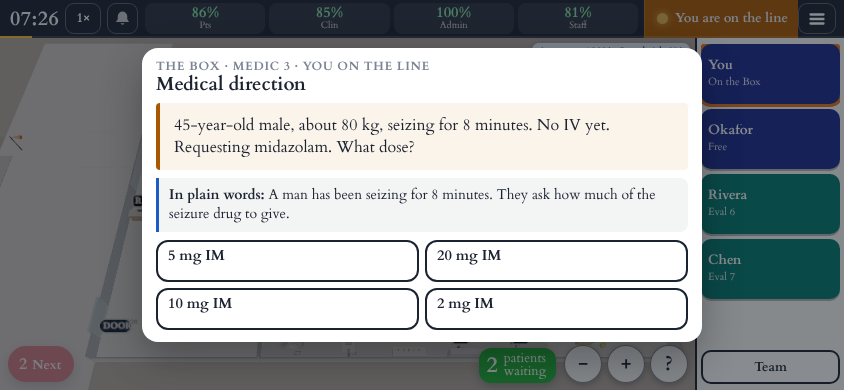 07:26
1×
86%
Pts
85%
Clin
100%
Admin
81%
Staff
You are on the line
THE BOX · MEDIC 3 · YOU ON THE LINE
Medical direction
45-year-old male, about 80 kg, seizing for 8 minutes. No IV yet.
Requesting midazolam. What dose?
In plain words: A man has been seizing for 8 minutes. They ask how much of the
seizure drug to give.
5 mg IM
20 mg IM
10 mg IM
2 mg IM
You
On the Box
Okafor
Free
Rivera
Eval 6
Chen
Eval 7
DOOR
2 Next
2 patients
waiting
−
+
?
Team